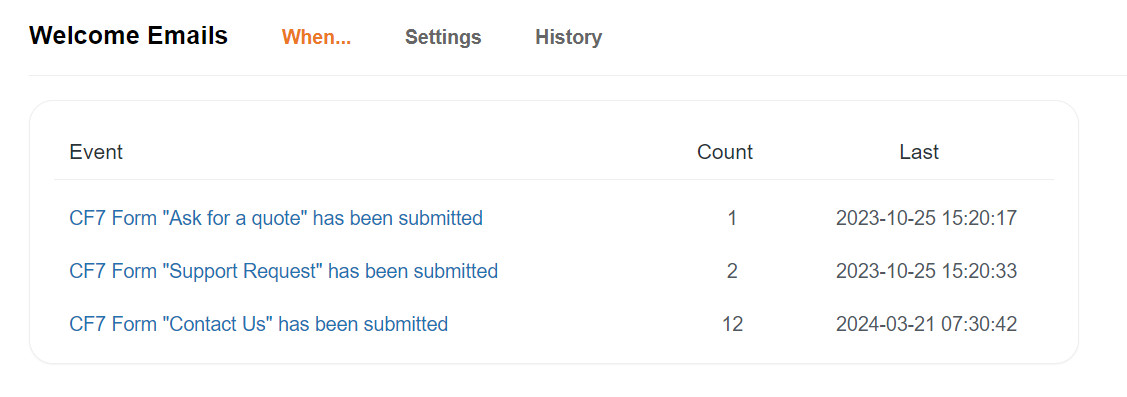 Welcome Emails When... Settings History
Event Count Last
CF7 Form "Ask for a quote" has been submitted 1 2023-10-25 15:20:17
CF7 Form "Support Request" has been submitted 2 2023-10-25 15:20:33
CF7 Form "Contact Us" has been submitted 12 2024-03-21 07:30:42